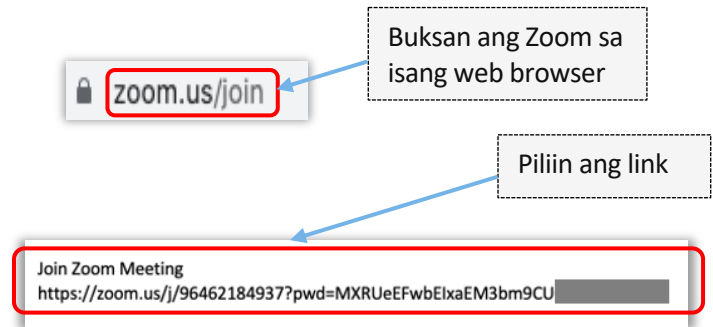 Buksan ang Zoom sa
isang web browser
zoom.us/join
Piliin ang link
Join Zoom Meeting
https://zoom.us/j/96462184937?pwd=MXRUeEFwbElxaEM3bm9CU